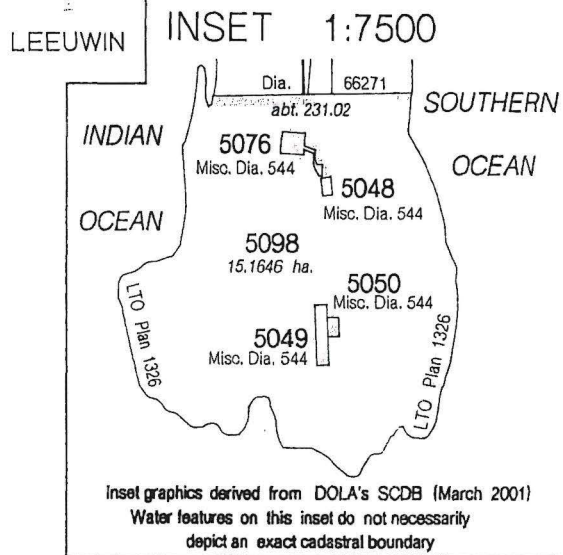 LEEUWIN
INSET 1:7500
Dia. 66271
abt. 231.02
INDIAN
OCEAN
SOUTHERN
OCEAN
5076
Misc. Dia. 544
5048
Misc. Dia. 544
5098
15.1646 ha.
5050
Misc. Dia. 544
5049
Misc. Dia. 544
LTO Plan 1326
LTO Plan 1326
Inset graphics derived from DOLA's SCDB (March 2001)
Water features on this inset do not necessarily
depict an exact cadastral boundary